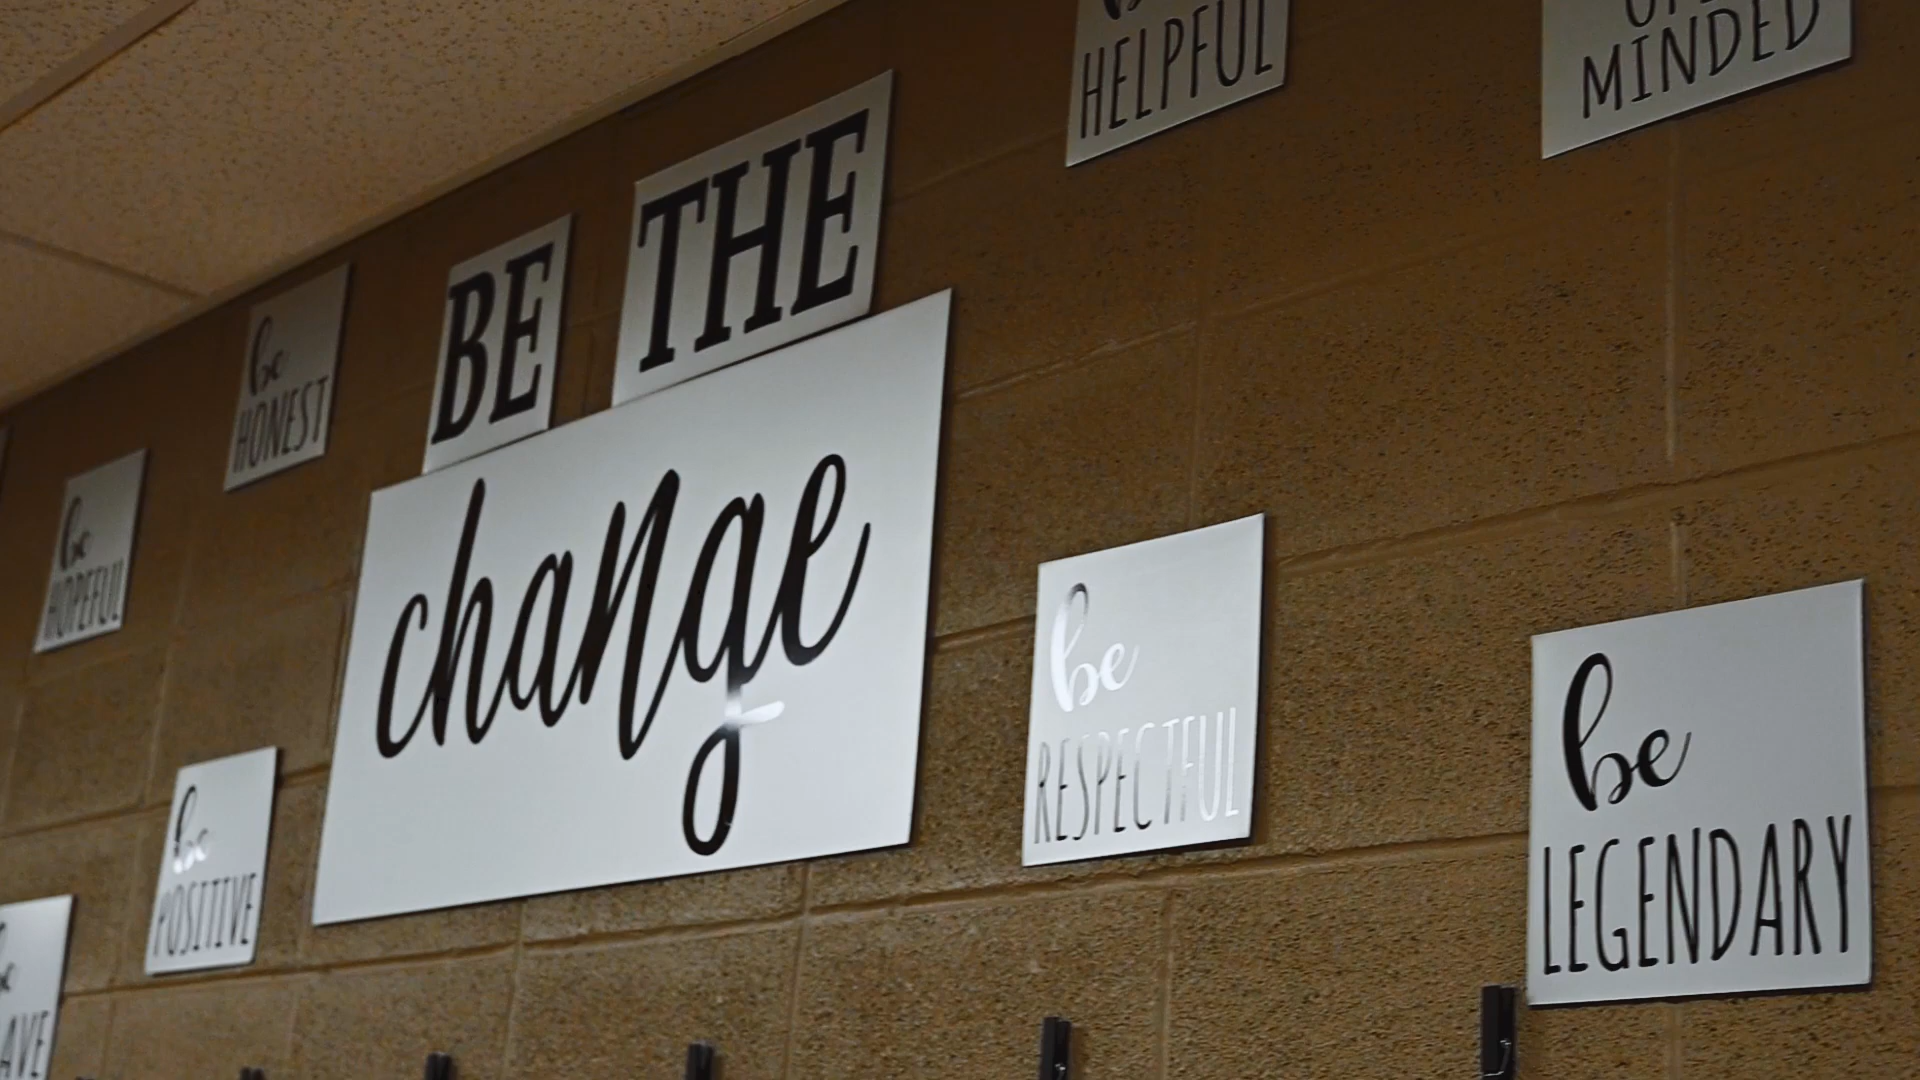 HELPFUL
MINDED
BE THE
change
be
HONEST
be
HOPEFUL
be
RESPECTFUL
be
LEGENDARY
be
POSITIVE
be